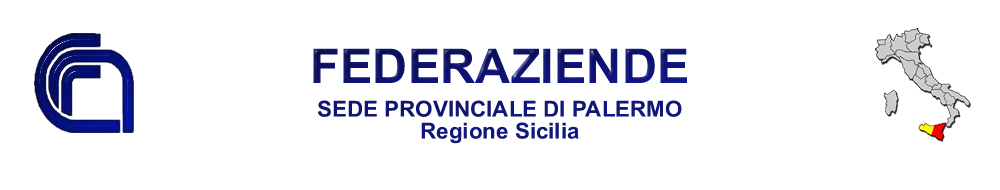 FEDERAZIENDE
SEDE PROVINCIALE DI PALERMO
Regione Sicilia